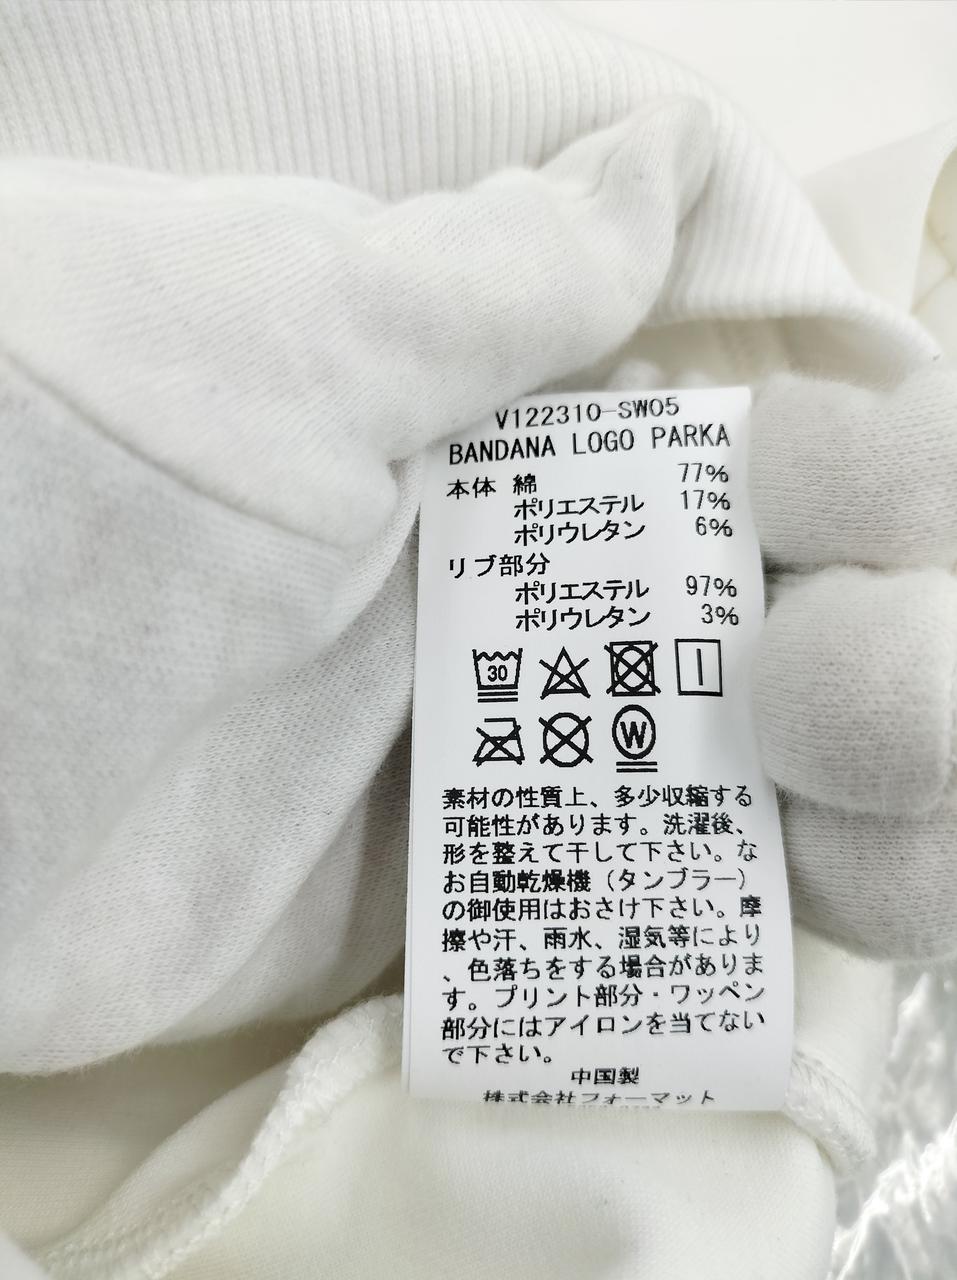 V122310-SW05
BANDANA LOGO PARKA
本体 綿 77%
ポリエステル 17%
ポリウレタン 6%
リブ部分
ポリエステル 97%
ポリウレタン 3%
30
W
素材の性質上、多少収縮する
可能性があります。洗濯後、
形を整えて干して下さい。な
お自動乾燥機（タンブラー）
の御使用はおさけ下さい。摩
擦や汗、雨水、湿気等により
、色落ちをする場合がありま
す。プリント部分・ワッペン
部分にはアイロンを当てない
で下さい。
中国製
株式会社フォーマット